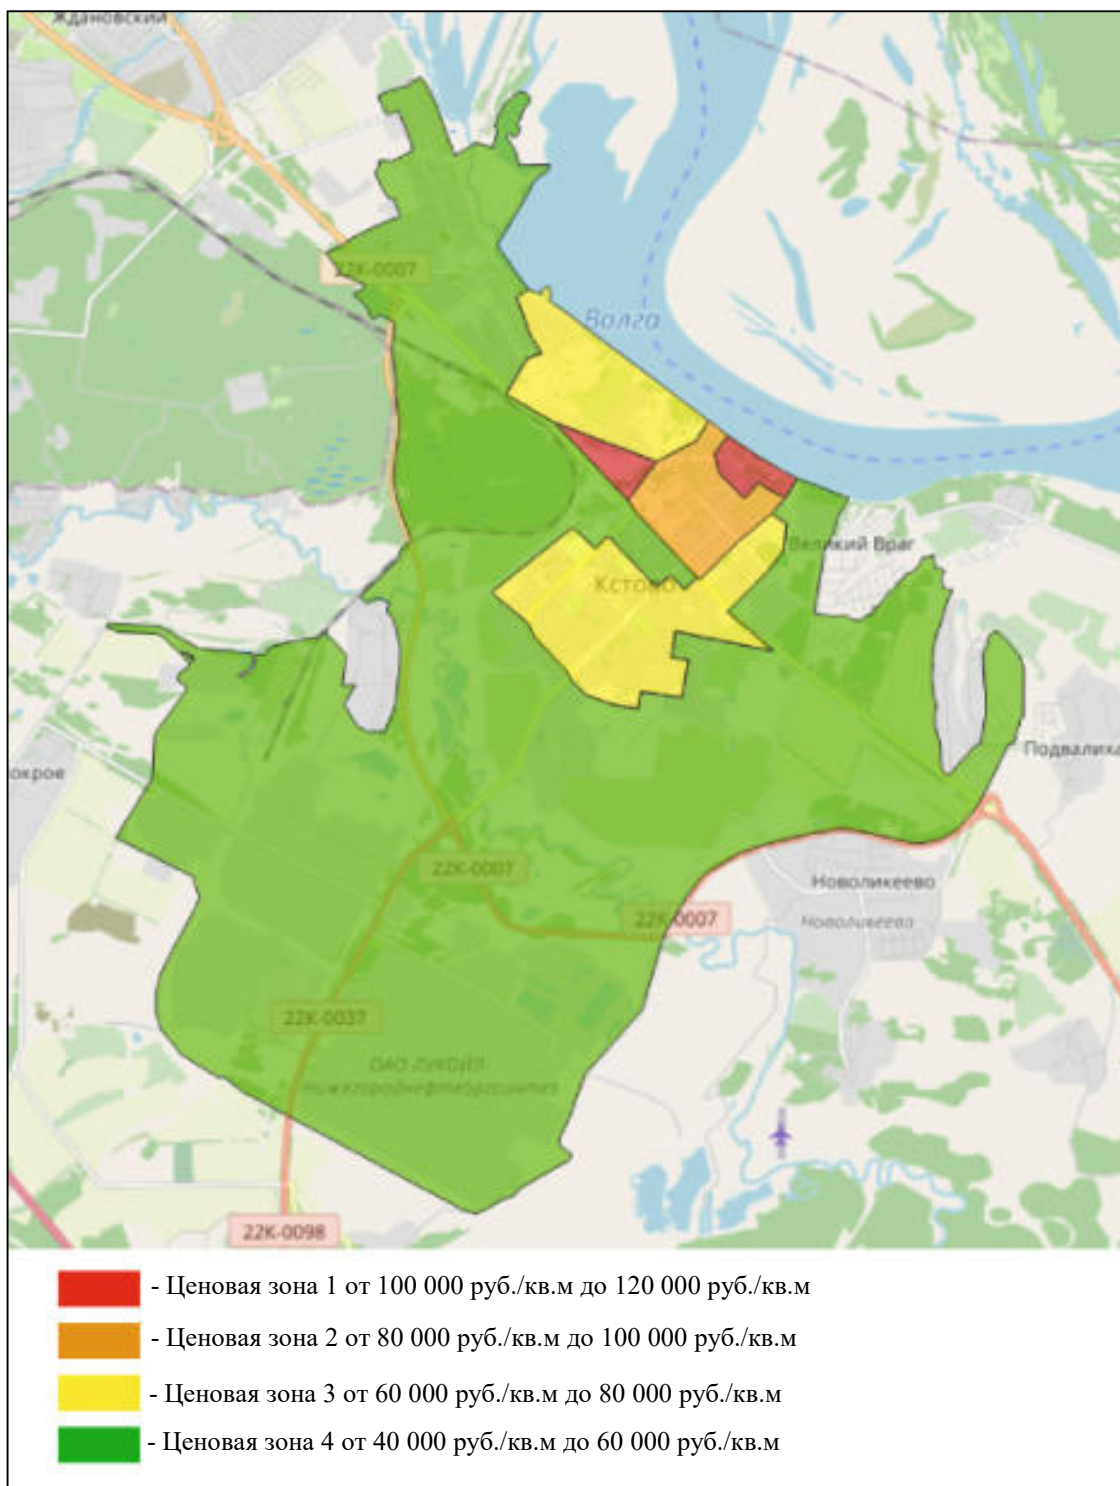 Ждановский
22К-0007
Волга
Великий Враг
Кстово
Подвалиха
окрое
22К-0007
Новоликеево
22К-0007
Новоликеево
22К-0037
ОАО ЛУКОЙЛ-
Нижегороднефтеоргсинтез
22К-0098
- Ценовая зона 1 от 100 000 руб./кв.м до 120 000 руб./кв.м
- Ценовая зона 2 от 80 000 руб./кв.м до 100 000 руб./кв.м
- Ценовая зона 3 от 60 000 руб./кв.м до 80 000 руб./кв.м
- Ценовая зона 4 от 40 000 руб./кв.м до 60 000 руб./кв.м